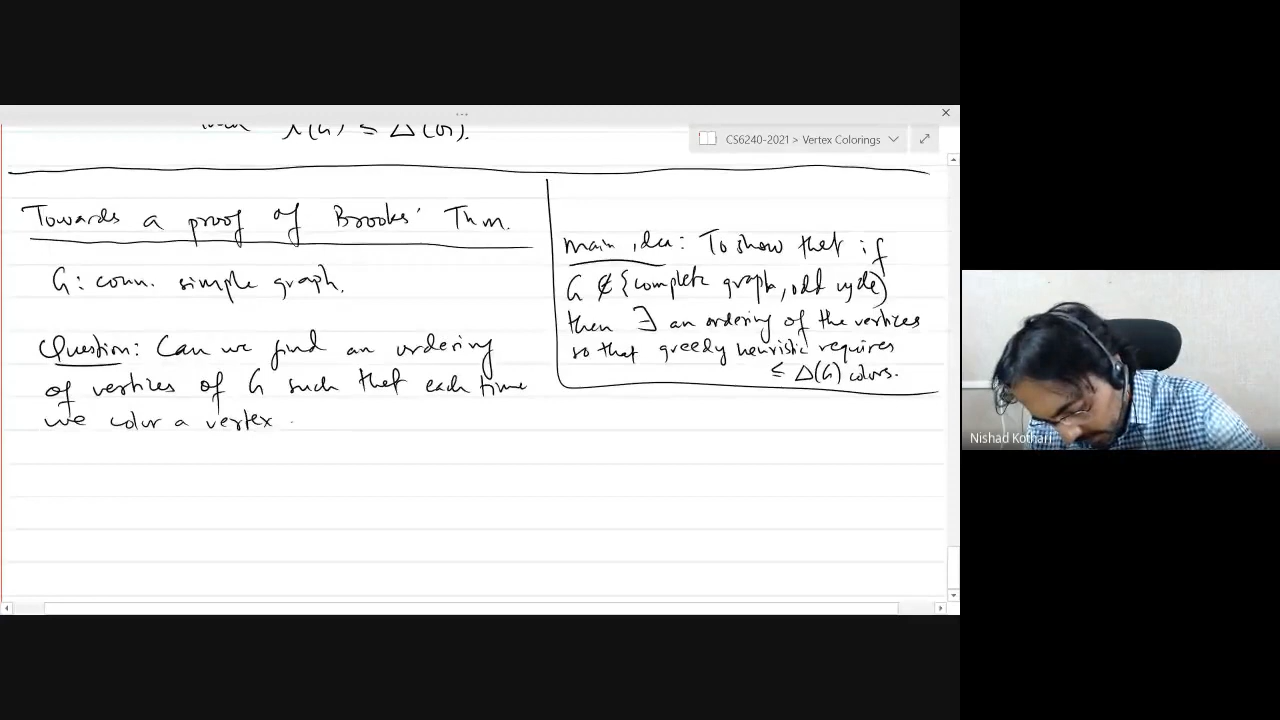 χ(G) ≤ Δ(G).
CS6240-2021 > Vertex Colorings
Towards a proof of Brooks' Thm.
G: conn. simple graph.
Question: Can we find an ordering
of vertices of G such that each time
we color a vertex
main idea: To show that if
G ∉ {complete graph, odd cycle}
then ∃ an ordering of the vertices
so that greedy heuristic requires
≤ Δ(G) colors.
Nishad Kothari